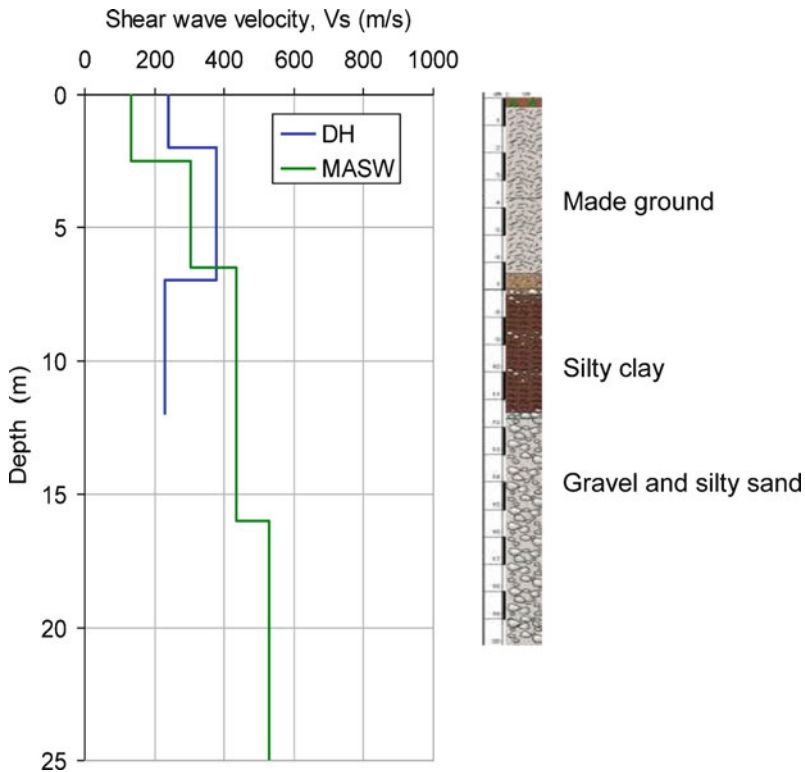 Shear wave velocity, Vs (m/s)
0 200 400 600 800 1000
0
5
10
15
20
25
Depth (m)
DH
MASW
Made ground
Silty clay
Gravel and silty sand